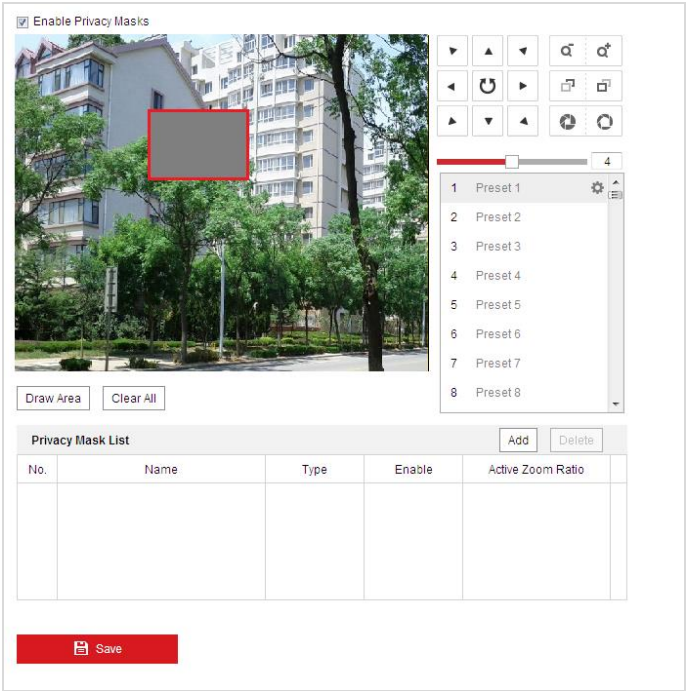 Enable Privacy Masks
4
1 Preset 1
2 Preset 2
3 Preset 3
4 Preset 4
5 Preset 5
6 Preset 6
7 Preset 7
8 Preset 8
Draw Area Clear All
Privacy Mask List Add Delete
No. Name Type Enable Active Zoom Ratio
Save